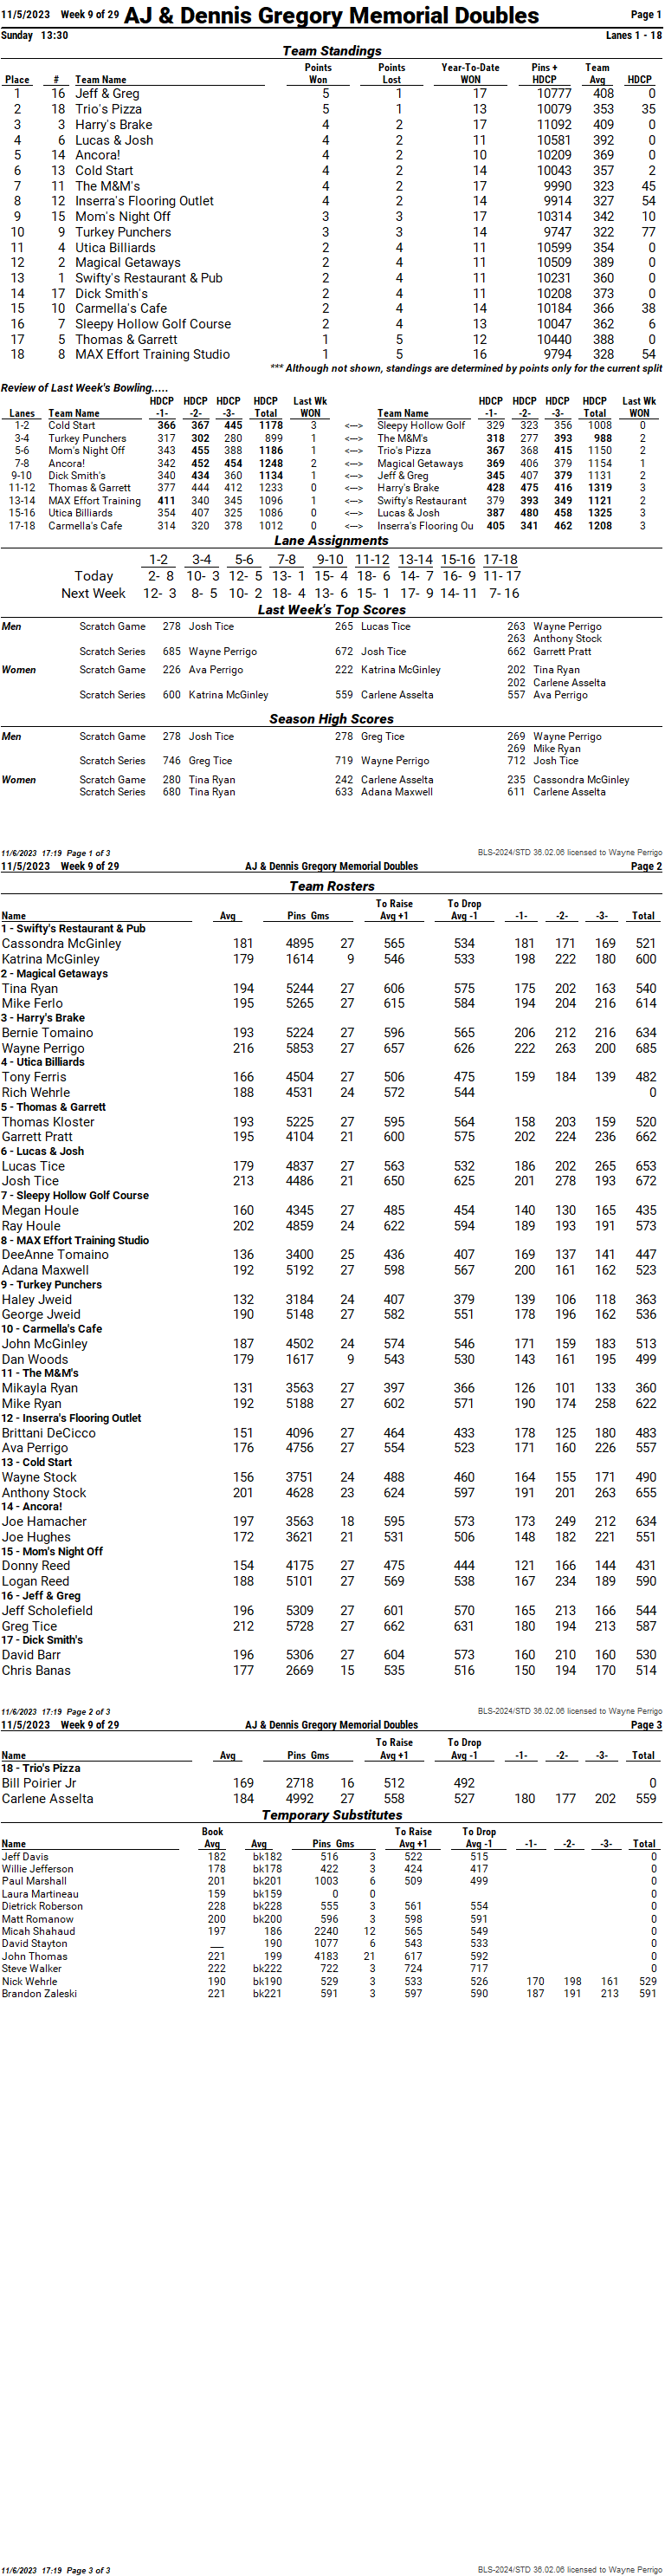 11/5/2023 Week 9 of 29 AJ & Dennis Gregory Memorial Doubles Page 1
Sunday 13:30 Lanes 1 - 18
Team Standings
Points Points Year-To-Date Pins + Team
Place # Team Name Won Lost WON HDCP Avg HDCP
1 16 Jeff & Greg 5 1 17 10777 408 0
2 18 Trio's Pizza 5 1 13 10079 353 35
3 3 Harry's Brake 4 2 17 11092 409 0
4 6 Lucas & Josh 4 2 11 10581 392 0
5 14 Ancora! 4 2 10 10209 369 0
6 13 Cold Start 4 2 14 10043 357 2
7 11 The M&M's 4 2 17 9990 323 45
8 12 Inserra's Flooring Outlet 4 2 14 9914 327 54
9 15 Mom's Night Off 3 3 17 10314 342 10
10 9 Turkey Punchers 3 3 14 9747 322 77
11 4 Utica Billiards 2 4 11 10599 354 0
12 2 Magical Getaways 2 4 11 10509 389 0
13 1 Swifty's Restaurant & Pub 2 4 11 10231 360 0
14 17 Dick Smith's 2 4 11 10208 373 0
15 10 Carmella's Cafe 2 4 14 10184 366 38
16 7 Sleepy Hollow Golf Course 2 4 13 10047 362 6
17 5 Thomas & Garrett 1 5 12 10440 388 0
18 8 MAX Effort Training Studio 1 5 16 9794 328 54
*** Although not shown, standings are determined by points only for the current split
Review of Last Week's Bowling.....
HDCP HDCP HDCP HDCP Last Wk HDCP HDCP HDCP HDCP Last Wk
Lanes Team Name -1- -2- -3- Total WON Team Name -1- -2- -3- Total WON
1-2 Cold Start 366 367 445 1178 3 <---> Sleepy Hollow Golf 329 323 356 1008 0
3-4 Turkey Punchers 317 302 280 899 1 <---> The M&M's 318 277 393 988 2
5-6 Mom's Night Off 343 455 388 1186 1 <---> Trio's Pizza 367 368 415 1150 2
7-8 Ancora! 342 452 454 1248 2 <---> Magical Getaways 369 406 379 1154 1
9-10 Dick Smith's 340 434 360 1134 1 <---> Jeff & Greg 345 407 379 1131 2
11-12 Thomas & Garrett 377 444 412 1233 0 <---> Harry's Brake 428 475 416 1319 3
13-14 MAX Effort Training 411 340 345 1096 1 <---> Swifty's Restaurant 379 393 349 1121 2
15-16 Utica Billiards 354 407 325 1086 0 <---> Lucas & Josh 387 480 458 1325 3
17-18 Carmella's Cafe 314 320 378 1012 0 <---> Inserra's Flooring Ou 405 341 462 1208 3
Lane Assignments
1-2 3-4 5-6 7-8 9-10 11-12 13-14 15-16 17-18
Today 2- 8 10- 3 12- 5 13- 1 15- 4 18- 6 14- 7 16- 9 11- 17
Next Week 12- 3 8- 5 10- 2 18- 4 13- 6 15- 1 17- 9 14- 11 7- 16
Last Week's Top Scores
Men Scratch Game 278 Josh Tice 265 Lucas Tice 263 Wayne Perrigo
263 Anthony Stock
Scratch Series 685 Wayne Perrigo 672 Josh Tice 662 Garrett Pratt
Women Scratch Game 226 Ava Perrigo 222 Katrina McGinley 202 Tina Ryan
202 Carlene Asselta
Scratch Series 600 Katrina McGinley 559 Carlene Asselta 557 Ava Perrigo
Season High Scores
Men Scratch Game 278 Josh Tice 278 Greg Tice 269 Wayne Perrigo
269 Mike Ryan
Scratch Series 746 Greg Tice 719 Wayne Perrigo 712 Josh Tice
Women Scratch Game 280 Tina Ryan 242 Carlene Asselta 235 Cassondra McGinley
Scratch Series 680 Tina Ryan 633 Adana Maxwell 611 Carlene Asselta
11/6/2023 17:19 Page 1 of 3 BLS-2024/STD 36.02.06 licensed to Wayne Perrigo
11/5/2023 Week 9 of 29 AJ & Dennis Gregory Memorial Doubles Page 2
Team Rosters
To Raise To Drop
Name Avg Pins Gms Avg +1 Avg -1 -1- -2- -3- Total
1 - Swifty's Restaurant & Pub
Cassondra McGinley 181 4895 27 565 534 181 171 169 521
Katrina McGinley 179 1614 9 546 533 198 222 180 600
2 - Magical Getaways
Tina Ryan 194 5244 27 606 575 175 202 163 540
Mike Ferlo 195 5265 27 615 584 194 204 216 614
3 - Harry's Brake
Bernie Tomaino 193 5224 27 596 565 206 212 216 634
Wayne Perrigo 216 5853 27 657 626 222 263 200 685
4 - Utica Billiards
Tony Ferris 166 4504 27 506 475 159 184 139 482
Rich Wehrle 188 4531 24 572 544 0
5 - Thomas & Garrett
Thomas Kloster 193 5225 27 595 564 158 203 159 520
Garrett Pratt 195 4104 21 600 575 202 224 236 662
6 - Lucas & Josh
Lucas Tice 179 4837 27 563 532 186 202 265 653
Josh Tice 213 4486 21 650 625 201 278 193 672
7 - Sleepy Hollow Golf Course
Megan Houle 160 4345 27 485 454 140 130 165 435
Ray Houle 202 4859 24 622 594 189 193 191 573
8 - MAX Effort Training Studio
DeeAnne Tomaino 136 3400 25 436 407 169 137 141 447
Adana Maxwell 192 5192 27 598 567 200 161 162 523
9 - Turkey Punchers
Haley Jweid 132 3184 24 407 379 139 106 118 363
George Jweid 190 5148 27 582 551 178 196 162 536
10 - Carmella's Cafe
John McGinley 187 4502 24 574 546 171 159 183 513
Dan Woods 179 1617 9 543 530 143 161 195 499
11 - The M&M's
Mikayla Ryan 131 3563 27 397 366 126 101 133 360
Mike Ryan 192 5188 27 602 571 190 174 258 622
12 - Inserra's Flooring Outlet
Brittani DeCicco 151 4096 27 464 433 178 125 180 483
Ava Perrigo 176 4756 27 554 523 171 160 226 557
13 - Cold Start
Wayne Stock 156 3751 24 488 460 164 155 171 490
Anthony Stock 201 4628 23 624 597 191 201 263 655
14 - Ancora!
Joe Hamacher 197 3563 18 595 573 173 249 212 634
Joe Hughes 172 3621 21 531 506 148 182 221 551
15 - Mom's Night Off
Donny Reed 154 4175 27 475 444 121 166 144 431
Logan Reed 188 5101 27 569 538 167 234 189 590
16 - Jeff & Greg
Jeff Scholefield 196 5309 27 601 570 165 213 166 544
Greg Tice 212 5728 27 662 631 180 194 213 587
17 - Dick Smith's
David Barr 196 5306 27 604 573 160 210 160 530
Chris Banas 177 2669 15 535 516 150 194 170 514
11/6/2023 17:19 Page 2 of 3 BLS-2024/STD 36.02.06 licensed to Wayne Perrigo
11/5/2023 Week 9 of 29 AJ & Dennis Gregory Memorial Doubles Page 3
To Raise To Drop
Name Avg Pins Gms Avg +1 Avg -1 -1- -2- -3- Total
18 - Trio's Pizza
Bill Poirier Jr 169 2718 16 512 492 0
Carlene Asselta 184 4992 27 558 527 180 177 202 559
Temporary Substitutes
Book To Raise To Drop
Name Avg Avg Pins Gms Avg +1 Avg -1 -1- -2- -3- Total
Jeff Davis 182 bk182 516 3 522 515 0
Willie Jefferson 178 bk178 422 3 424 417 0
Paul Marshall 201 bk201 1003 6 509 499 0
Laura Martineau 159 bk159 0 0 0
Dietrick Roberson 228 bk228 555 3 561 554 0
Matt Romanow 200 bk200 596 3 598 591 0
Micah Shahaud 197 186 2240 12 565 549 0
David Stayton ___ 190 1077 6 543 533 0
John Thomas 221 199 4183 21 617 592 0
Steve Walker 222 bk222 722 3 724 717 0
Nick Wehrle 190 bk190 529 3 533 526 170 198 161 529
Brandon Zaleski 221 bk221 591 3 597 590 187 191 213 591
11/6/2023 17:19 Page 3 of 3 BLS-2024/STD 36.02.06 licensed to Wayne Perrigo